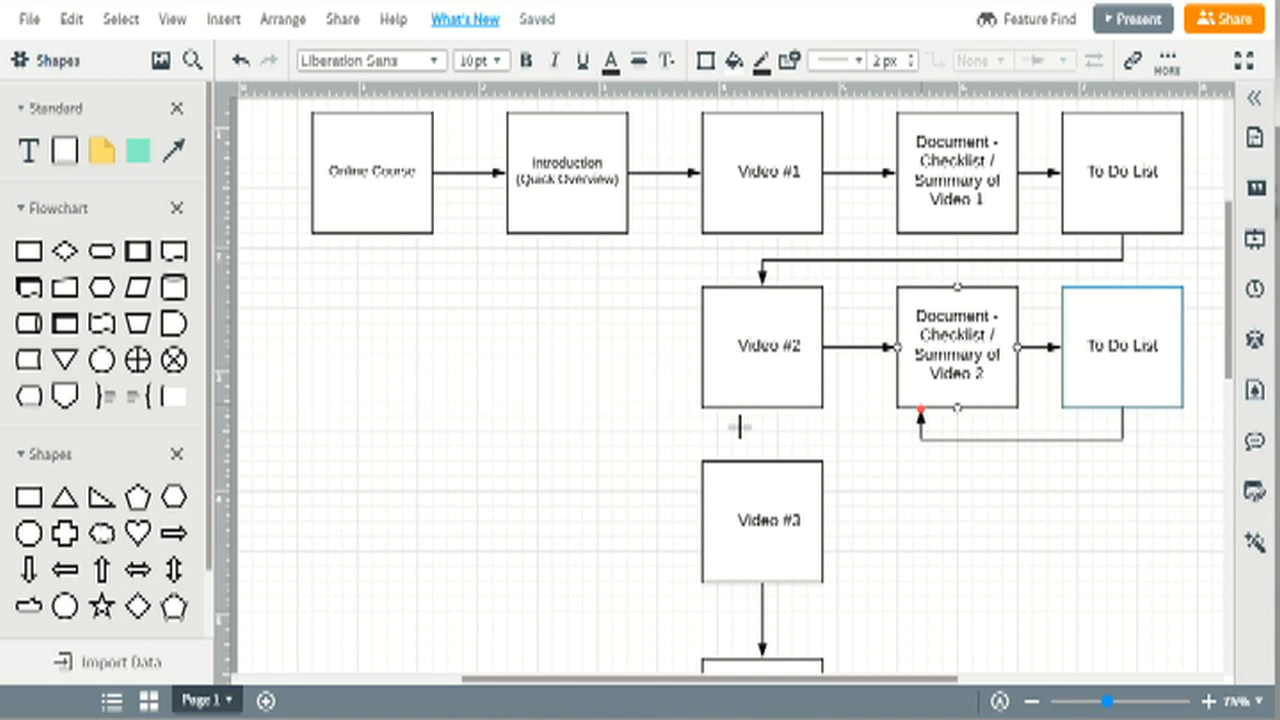 File Edit Select View Insert Arrange Share Help What's New Saved Feature Find Present Share
Shapes Liberation Sans 10 pt B I U A T 2 px None MORE
Standard
T
Flowchart
Shapes
Import Data
Online Course
Introduction
(Quick Overview)
Video #1
Document -
Checklist /
Summary of
Video 1
To Do List
Video #2
Document -
Checklist /
Summary of
Video 2
To Do List
Video #3
Page 1